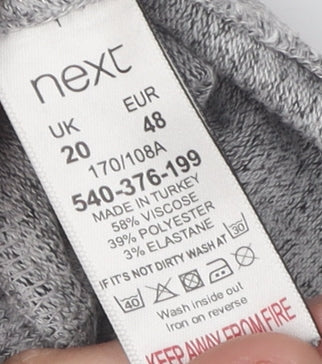 next
UK EUR
20 48
170/108A
540-376-199
MADE IN TURKEY
58% VISCOSE
39% POLYESTER
3% ELASTANE
IF IT'S NOT DIRTY WASH AT 30
40
Wash inside out
Iron on reverse
KEEP AWAY FROM FIRE